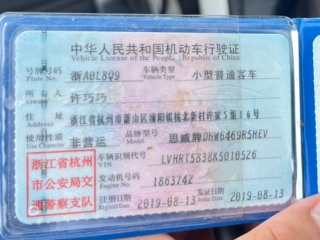 中华人民共和国机动车行驶证
Vehicle License of the People's Republic of China
号牌号码 浙A0L809 车辆类型 小型普通客车
Plate No. Vehicle Type
所有人 许巧巧
Owner
住址 浙江省杭州市萧山区浦阳镇桃北新村许家5组16号
Address
使用性质 非营运 品牌型号 思威牌DHW6469R5HEV
Use Character Model
浙江省杭州
市公安局交
通警察支队
车辆识别代号 LVHRT5838K5010526
VIN
发动机号码 1863742
Engine No.
注册日期 2019-08-13 发证日期 2019-08-13
Register Date Issue Date